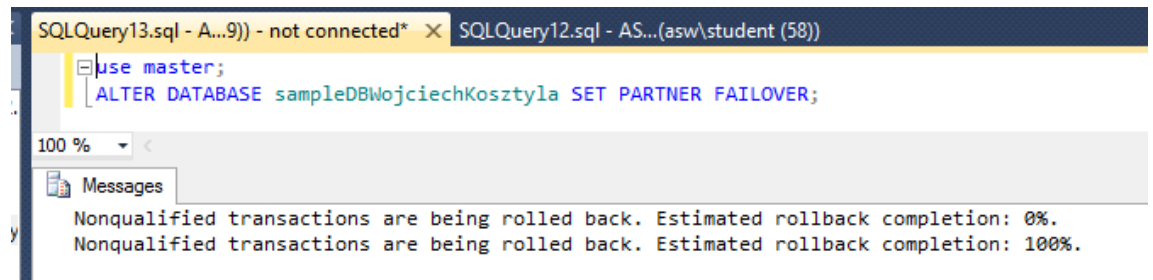 SQLQuery13.sql - A...9)) - not connected* SQLQuery12.sql - AS...(asw\student (58))
use master;
ALTER DATABASE sampleDBWojciechKosztyla SET PARTNER FAILOVER;
100 %
Messages
Nonqualified transactions are being rolled back. Estimated rollback completion: 0%.
Nonqualified transactions are being rolled back. Estimated rollback completion: 100%.